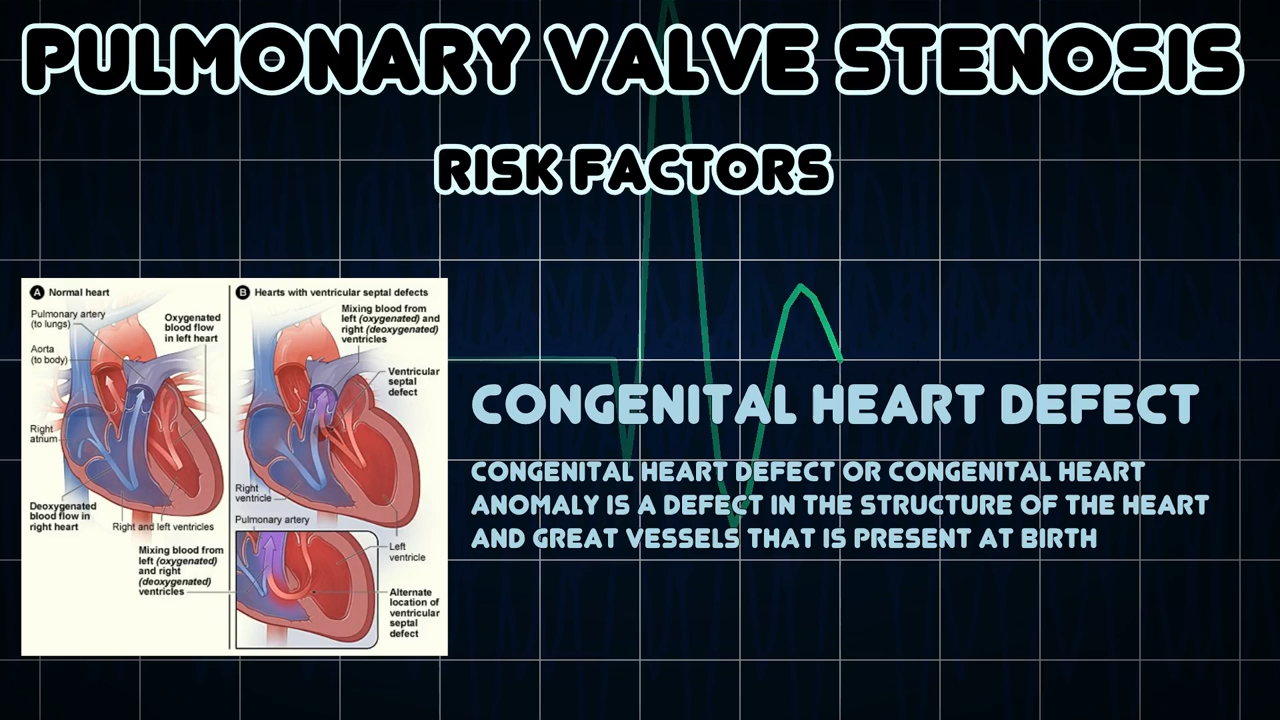 PULMONARY VALVE STENOSIS
RISK FACTORS
A Normal heart
Pulmonary artery
(to lungs)
Oxygenated
blood flow
in left heart
Aorta
(to body)
Right
atrium
Deoxygenated
blood flow in
right heart
Right and left ventricles
B Hearts with ventricular septal defects
Mixing blood from
left (oxygenated) and
right (deoxygenated)
ventricles
Ventricular
septal
defect
Right
ventricle
Pulmonary artery
Left
ventricle
Mixing blood from
left (oxygenated)
and right
(deoxygenated)
ventricles
Alternate
location of
ventricular
septal
defect
CONGENITAL HEART DEFECT
CONGENITAL HEART DEFECT OR CONGENITAL HEART
ANOMALY IS A DEFECT IN THE STRUCTURE OF THE HEART
AND GREAT VESSELS THAT IS PRESENT AT BIRTH